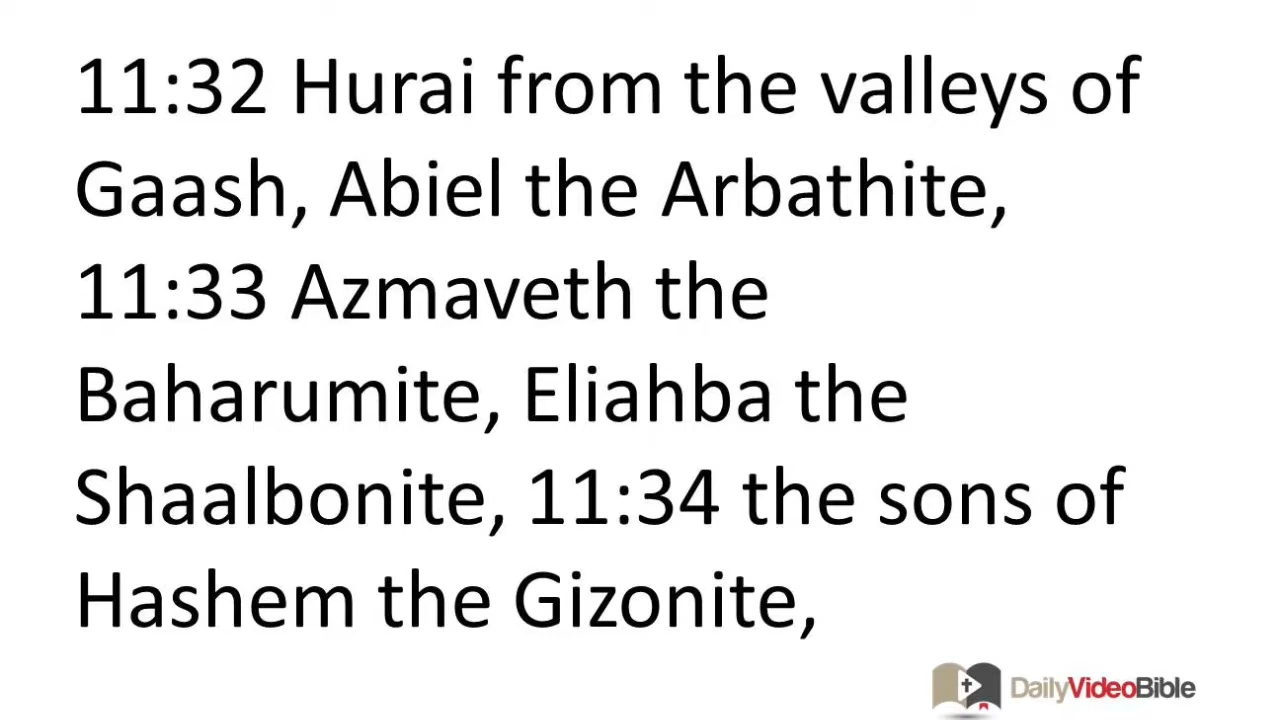 11:32 Hurai from the valleys of
Gaash, Abiel the Arbathite,
11:33 Azmaveth the
Baharumite, Eliahba the
Shaalbonite, 11:34 the sons of
Hashem the Gizonite,
DailyVideoBible